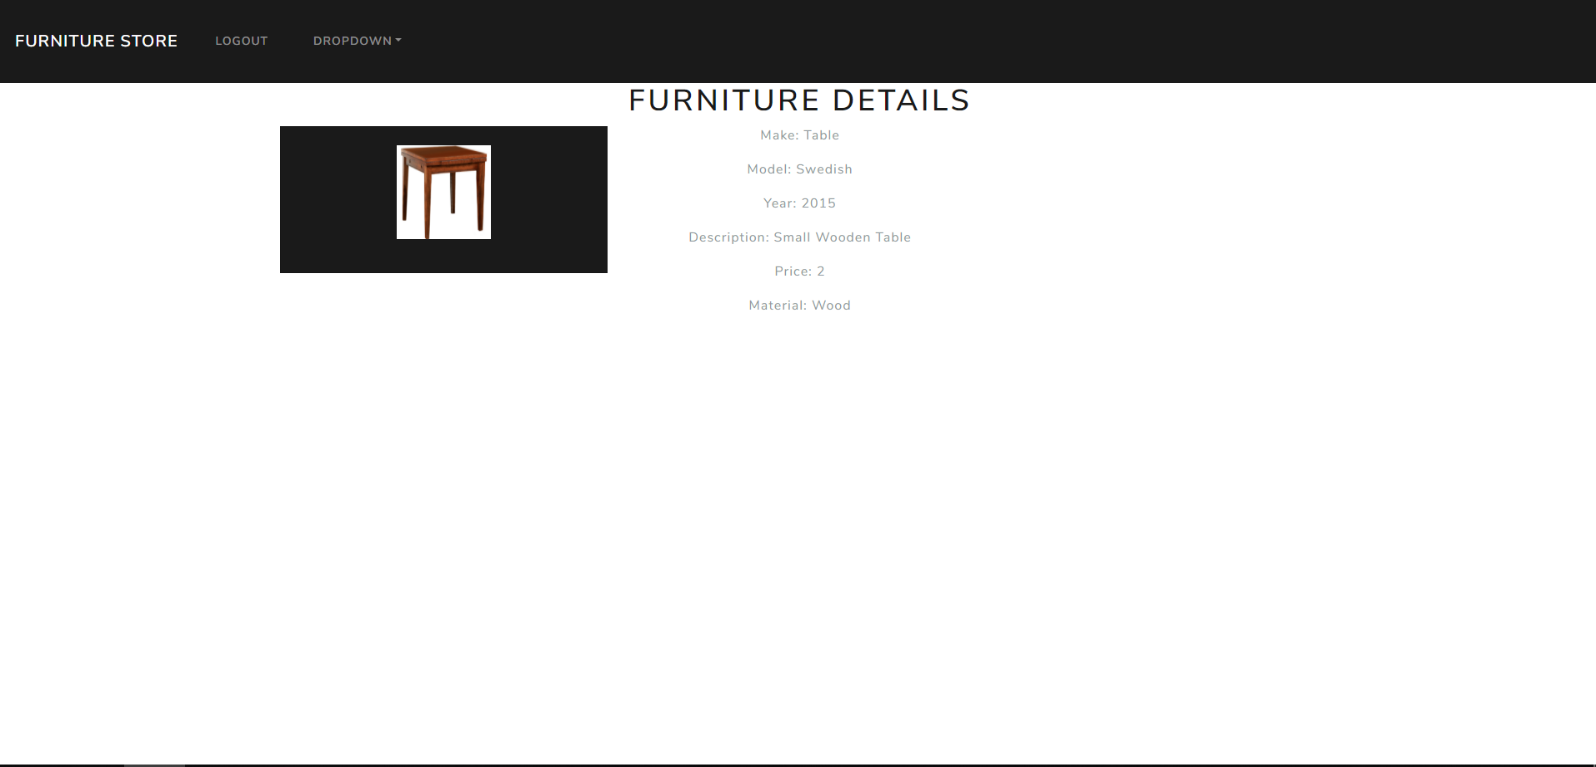 FURNITURE STORE LOGOUT DROPDOWN
FURNITURE DETAILS
Make: Table
Model: Swedish
Year: 2015
Description: Small Wooden Table
Price: 2
Material: Wood